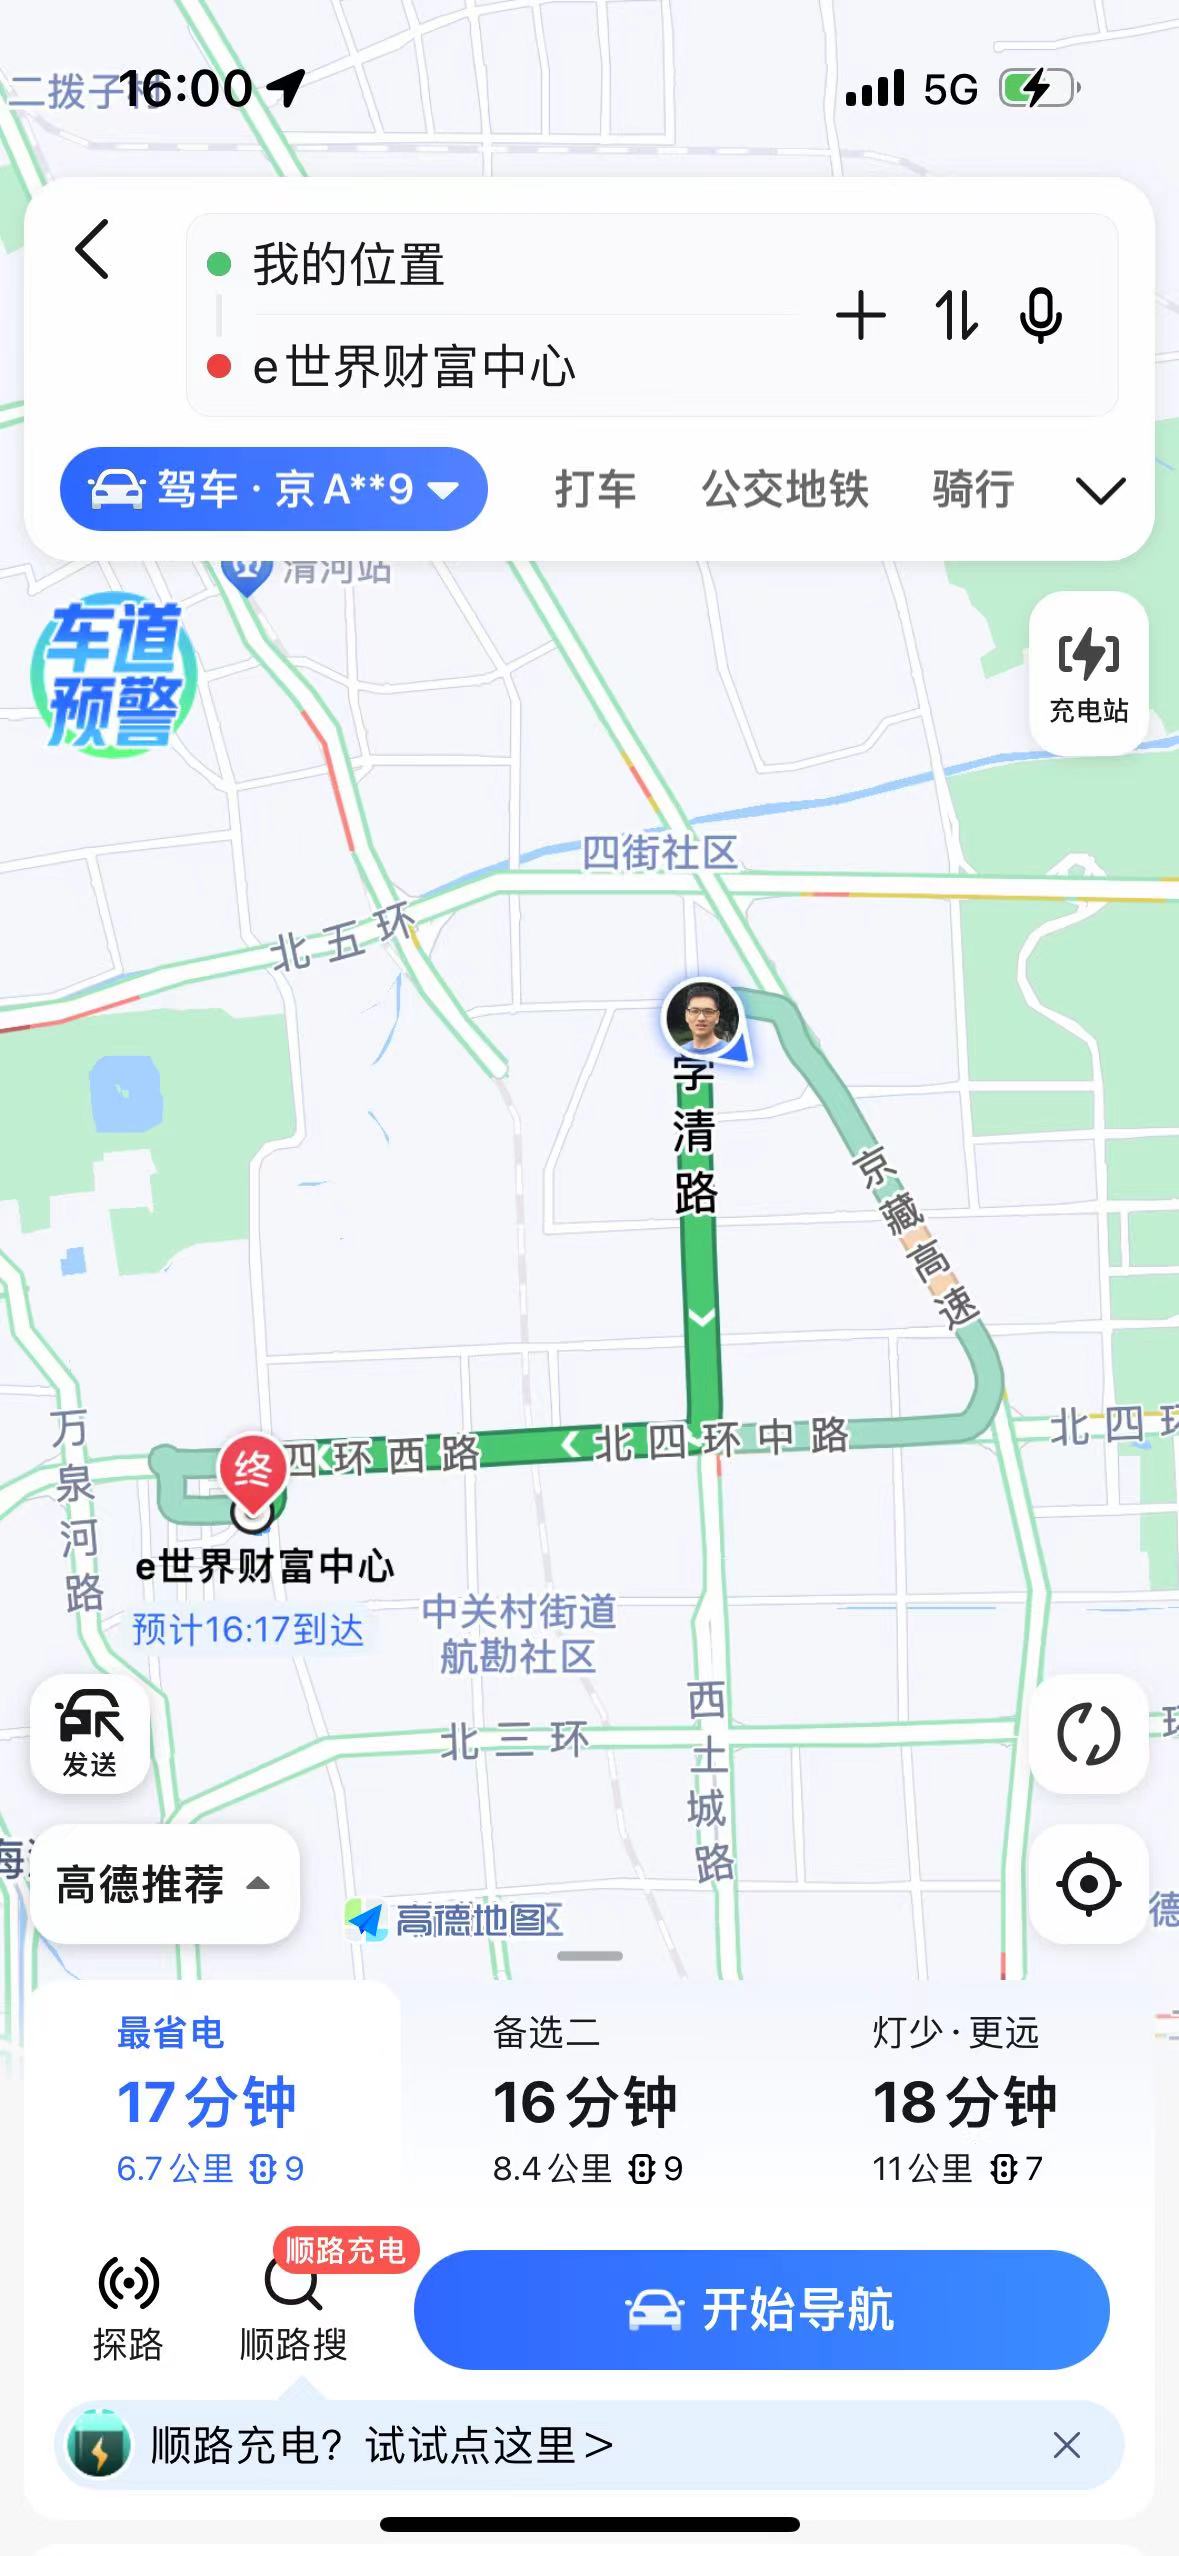 二拨子村
16:00
5G
我的位置
e世界财富中心
驾车·京A**9
打车
公交地铁
骑行
清河站
车道
预警
充电站
四街社区
北五环
学清路
京藏高速
万泉河路
四环西路
北四环中路
北四环
终
e世界财富中心
预计16:17到达
中关村街道
航勘社区
西土城路
北三环
发送
高德推荐
高德地图
最省电
17分钟
6.7公里 9
备选二
16分钟
8.4公里 9
灯少·更远
18分钟
11公里 7
顺路充电
探路
顺路搜
开始导航
顺路充电？试试点这里>